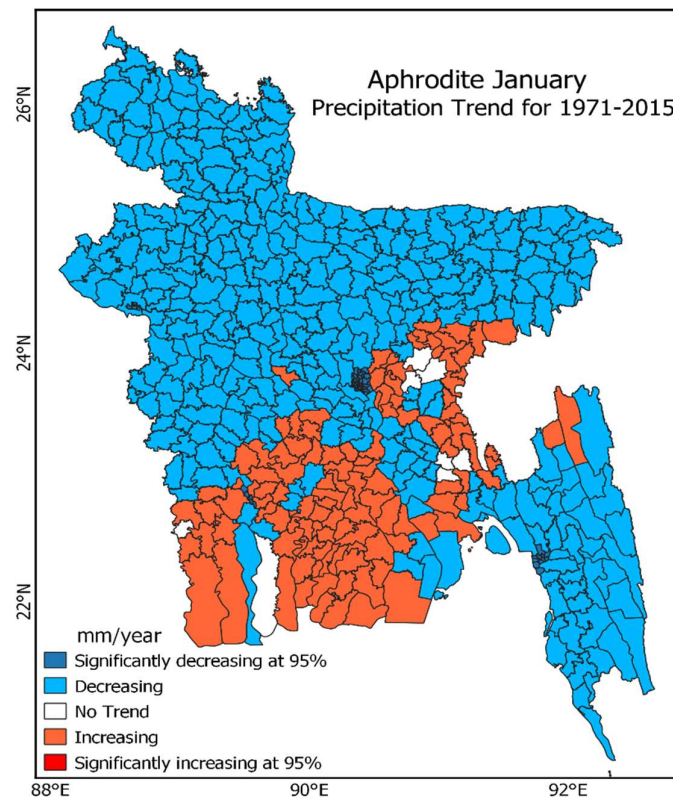 Aphrodite January
Precipitation Trend for 1971-2015
26°N
24°N
22°N
mm/year
Significantly decreasing at 95%
Decreasing
No Trend
Increasing
Significantly increasing at 95%
88°E
90°E
92°E